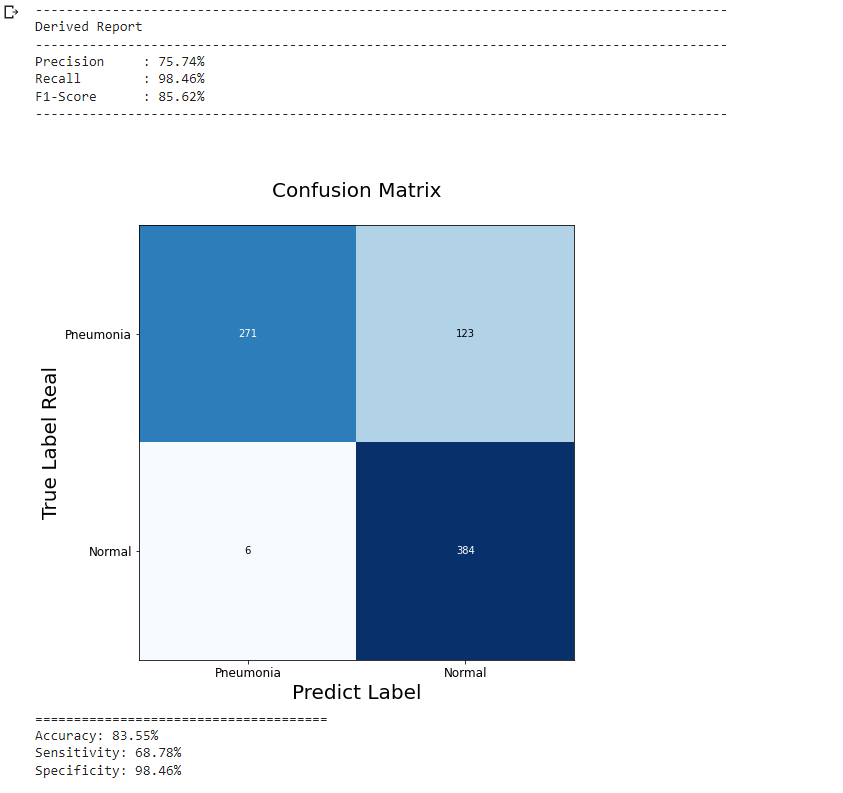 ------------------------------------------------------------------------------------------
Derived Report
------------------------------------------------------------------------------------------
Precision     : 75.74%
Recall        : 98.46%
F1-Score      : 85.62%
------------------------------------------------------------------------------------------
Confusion Matrix
True Label Real
Pneumonia
271
123
Normal
6
384
Pneumonia
Normal
Predict Label
======================================
Accuracy: 83.55%
Sensitivity: 68.78%
Specificity: 98.46%